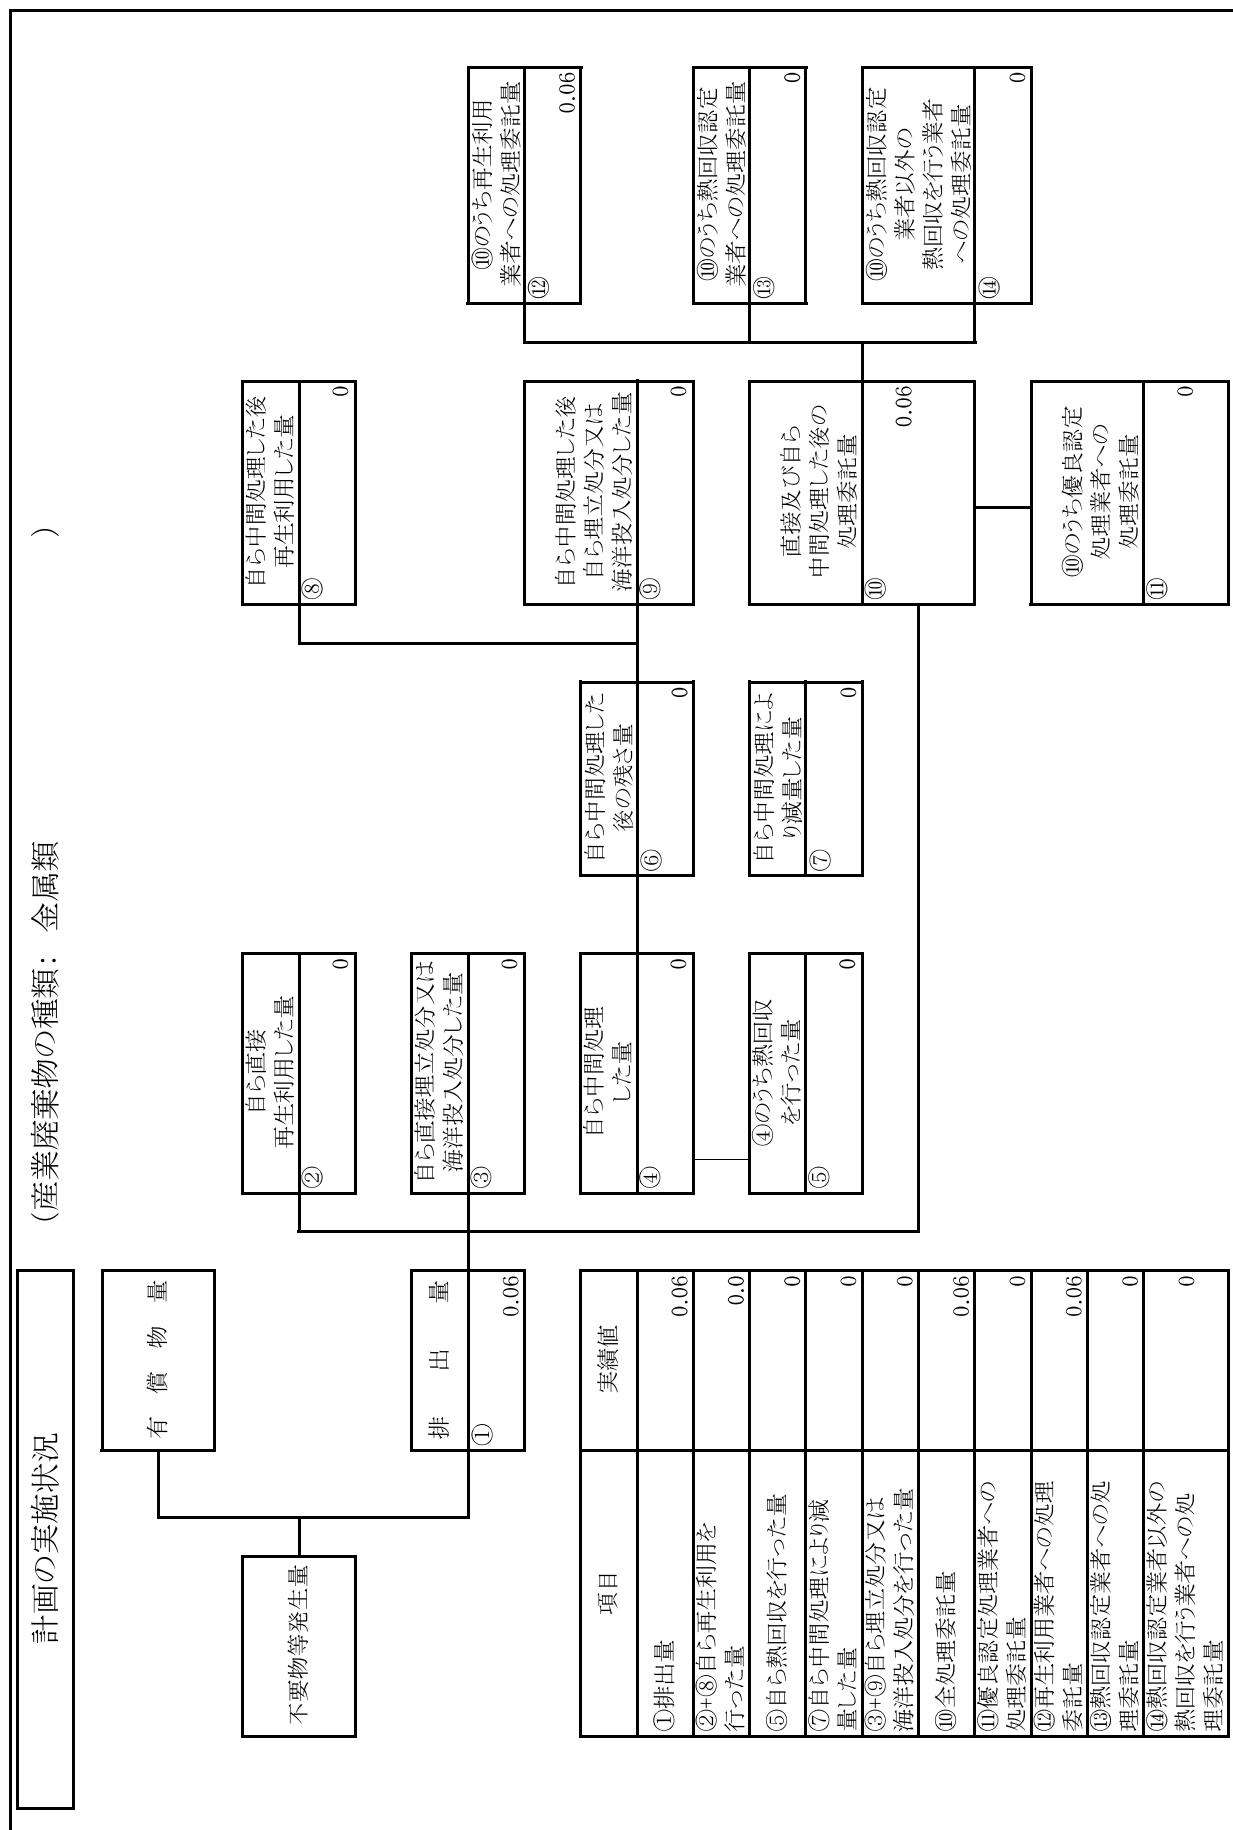 計画の実施状況
(産業廃棄物の種類: 金属類 )
不要物等発生量
有償物量
排出量
① 0.06
自ら直接
再生利用した量
② 0
自ら直接埋立処分又は
海洋投入処分した量
③ 0
自ら中間処理
した量
④ 0
④のうち熱回収
を行った量
⑤ 0
自ら中間処理した
後の残さ量
⑥ 0
自ら中間処理によ
り減量した量
⑦ 0
自ら中間処理した後
再生利用した量
⑧ 0
自ら中間処理した後
自ら埋立処分又は
海洋投入処分した量
⑨ 0
直接及び自ら
中間処理した後の
処理委託量
⑩ 0.06
⑩のうち優良認定
処理業者への
処理委託量
⑪ 0
⑩のうち再生利用
業者への処理委託量
⑫ 0.06
⑩のうち熱回収認定
業者への処理委託量
⑬ 0
⑩のうち熱回収認定
業者以外の
熱回収を行う業者
への処理委託量
⑭ 0
項目 実績値
①排出量 0.06
②+⑧自ら再生利用を
行った量 0.0
⑤自ら熱回収を行った量 0
⑦自ら中間処理により減
量した量 0
③+⑨自ら埋立処分又は
海洋投入処分を行った量 0
⑩全処理委託量 0.06
⑪優良認定処理業者への
処理委託量 0
⑫再生利用業者への処理
委託量 0.06
⑬熱回収認定業者への処
理委託量 0
⑭熱回収認定業者以外の
熱回収を行う業者への処
理委託量 0